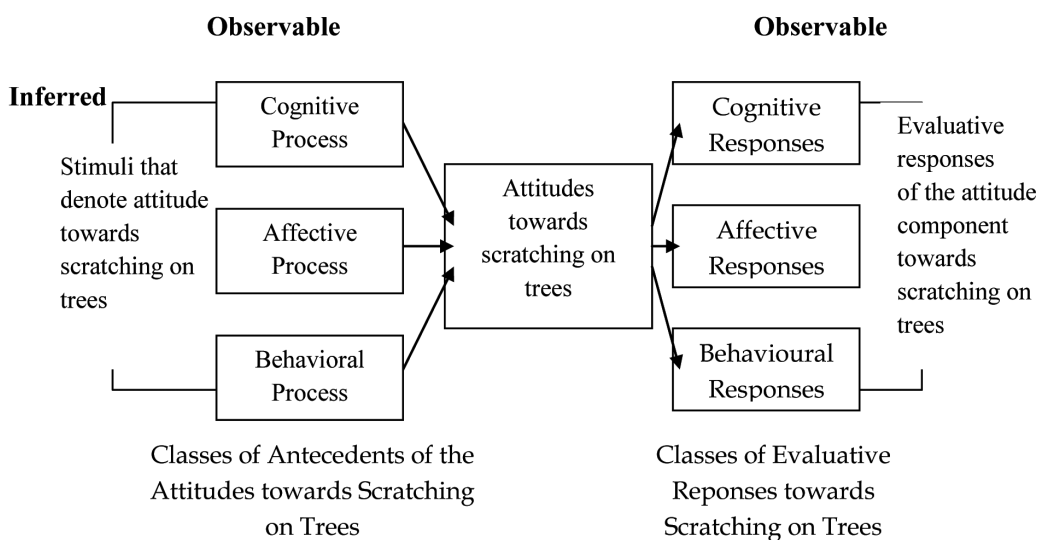 Observable
Observable
Inferred
Stimuli that
denote attitude
towards
scratching on
trees
Cognitive
Process
Affective
Process
Behavioral
Process
Attitudes
towards
scratching on
trees
Cognitive
Responses
Affective
Responses
Behavioural
Responses
Evaluative
responses
of the attitude
component
towards
scratching on
trees
Classes of Antecedents of the
Attitudes towards Scratching
on Trees
Classes of Evaluative
Reponses towards
Scratching on Trees